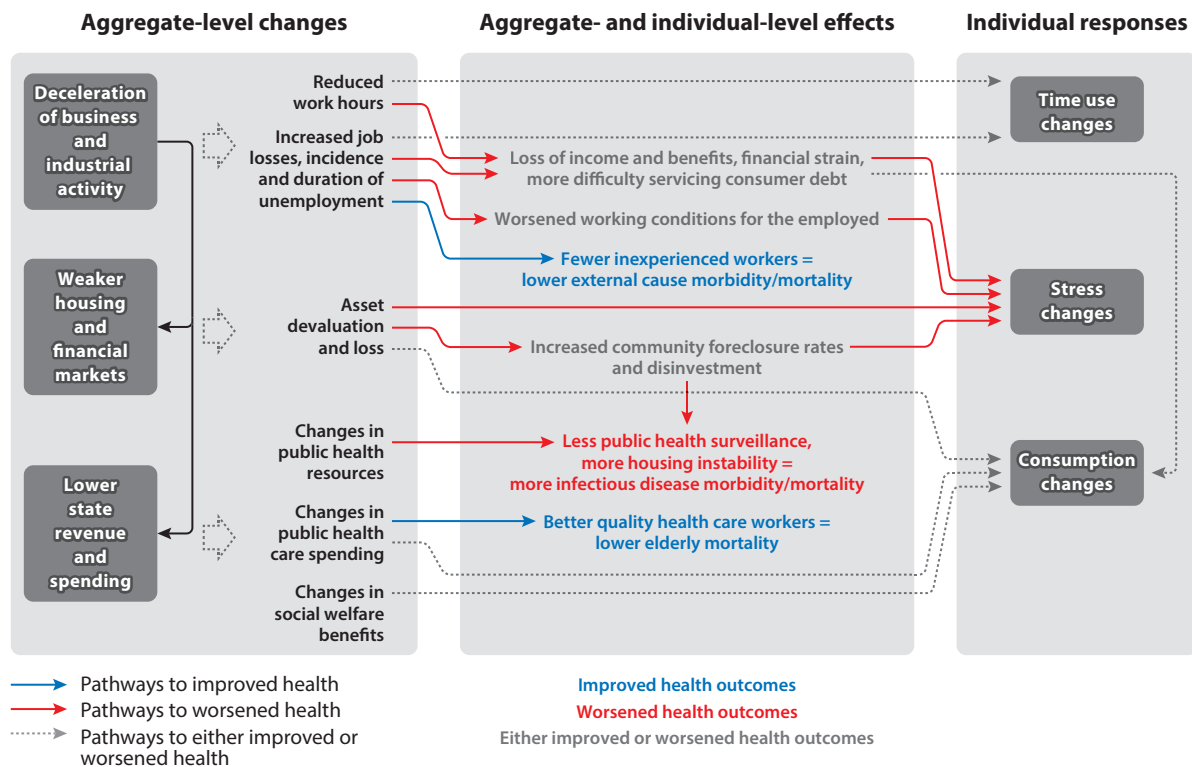 Aggregate-level changes
Aggregate- and individual-level effects
Individual responses
Deceleration
of business
and
industrial
activity
Weaker
housing
and
financial
markets
Lower
state
revenue
and
spending
Reduced
work hours
Increased job
losses, incidence
and duration of
unemployment
Asset
devaluation
and loss
Changes in
public health
resources
Changes in
public health
care spending
Changes in
social welfare
benefits
Loss of income and benefits, financial strain,
more difficulty servicing consumer debt
Worsened working conditions for the employed
Fewer inexperienced workers =
lower external cause morbidity/mortality
Increased community foreclosure rates
and disinvestment
Less public health surveillance,
more housing instability =
more infectious disease morbidity/mortality
Better quality health care workers =
lower elderly mortality
Time use
changes
Stress
changes
Consumption
changes
Pathways to improved health
Pathways to worsened health
Pathways to either improved or
worsened health
Improved health outcomes
Worsened health outcomes
Either improved or worsened health outcomes